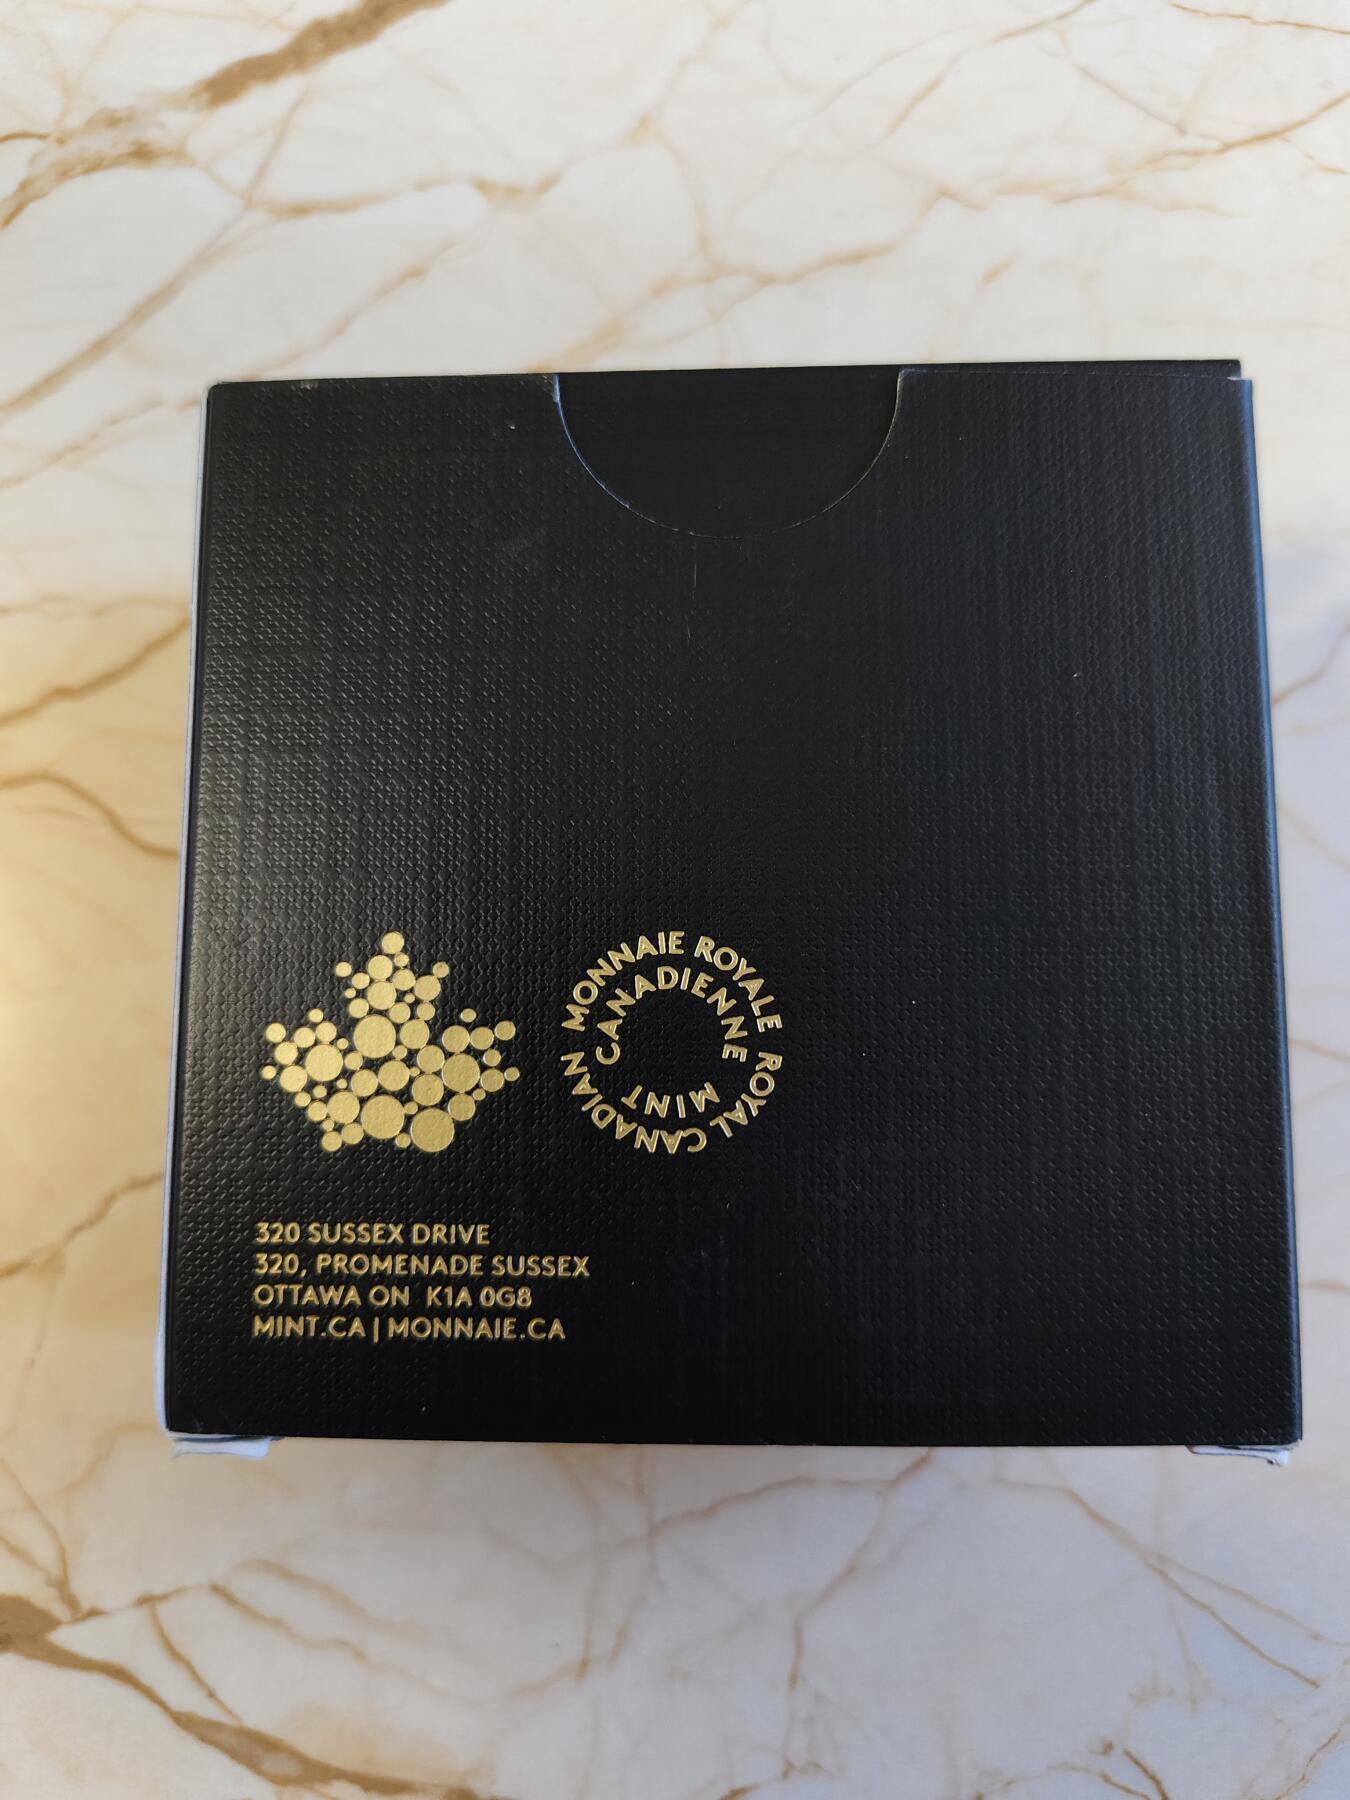 MONNAIE ROYALE
CANADIENNE
ROYAL CANADIAN
MINT
320 SUSSEX DRIVE
320, PROMENADE SUSSEX
OTTAWA ON K1A 0G8
MINT.CA | MONNAIE.CA